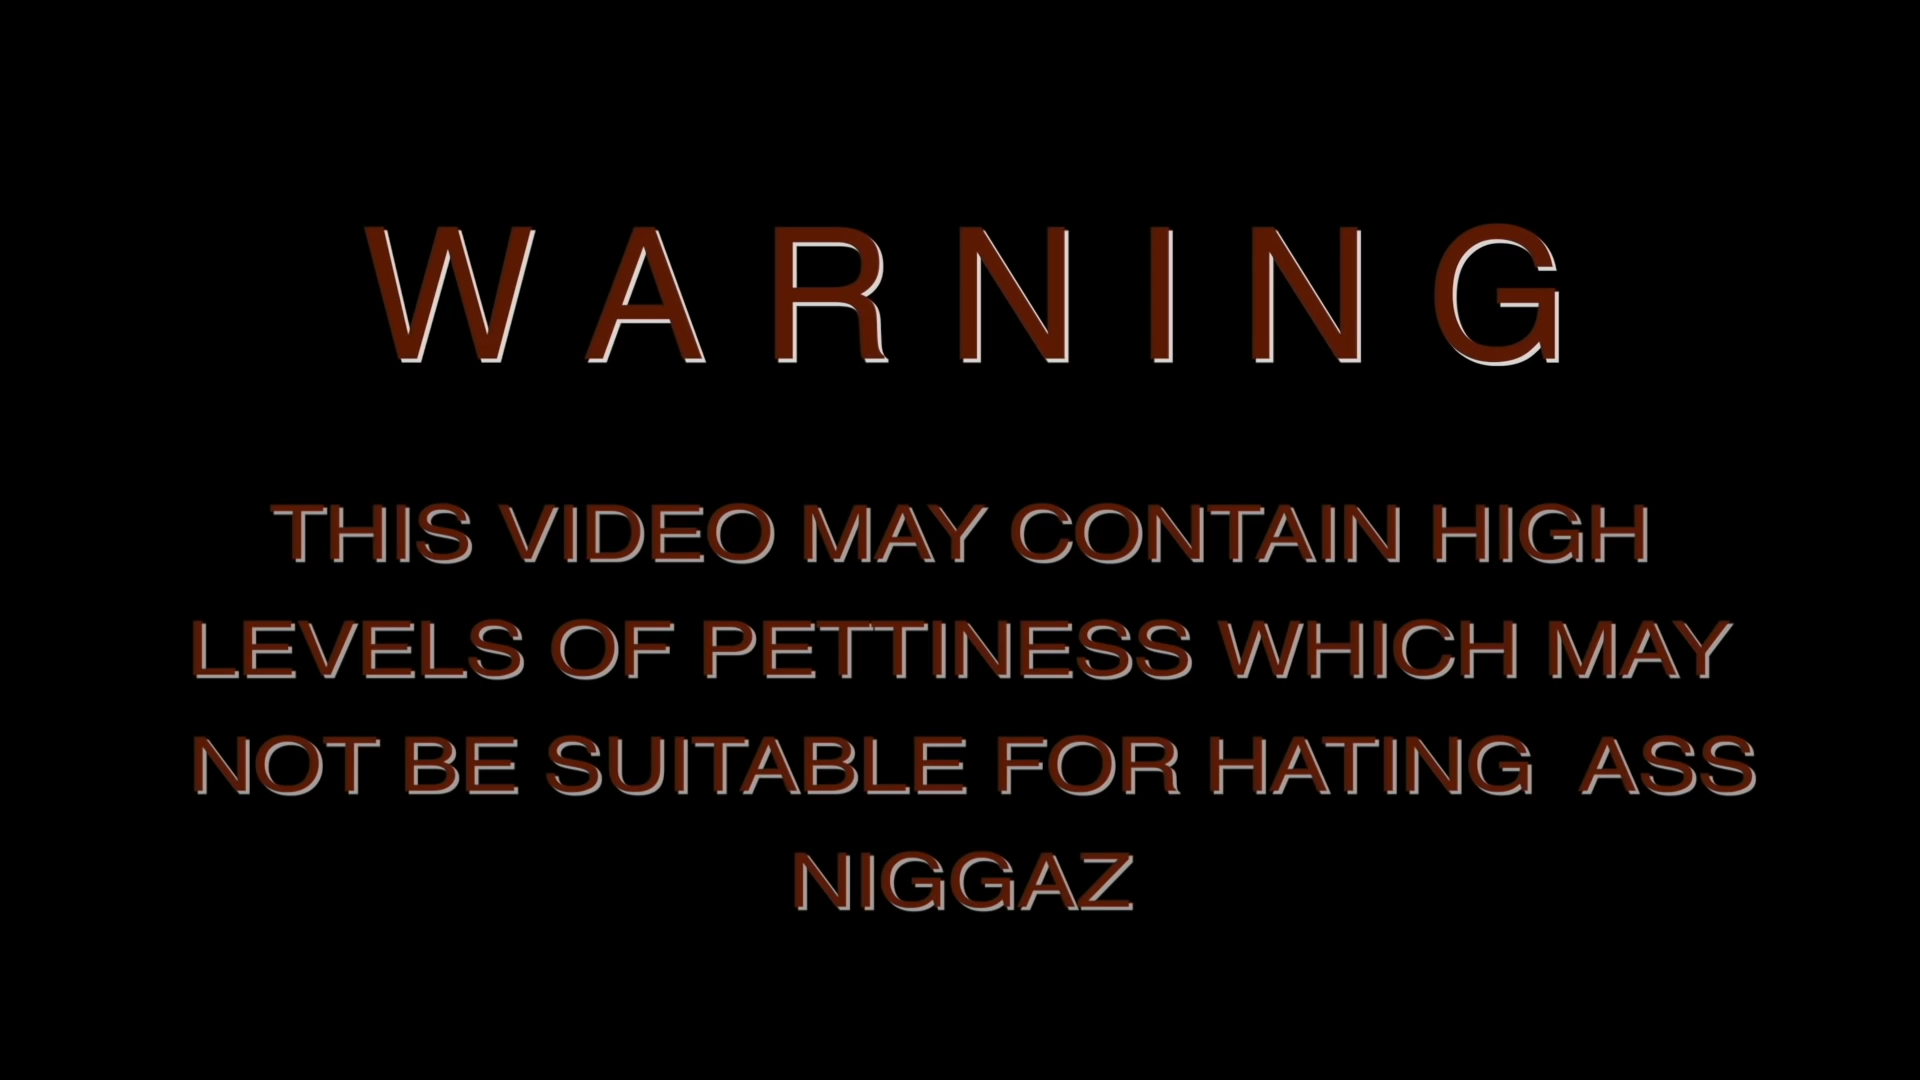 WARNING
THIS VIDEO MAY CONTAIN HIGH
LEVELS OF PETTINESS WHICH MAY
NOT BE SUITABLE FOR HATING  ASS
NIGGAZ